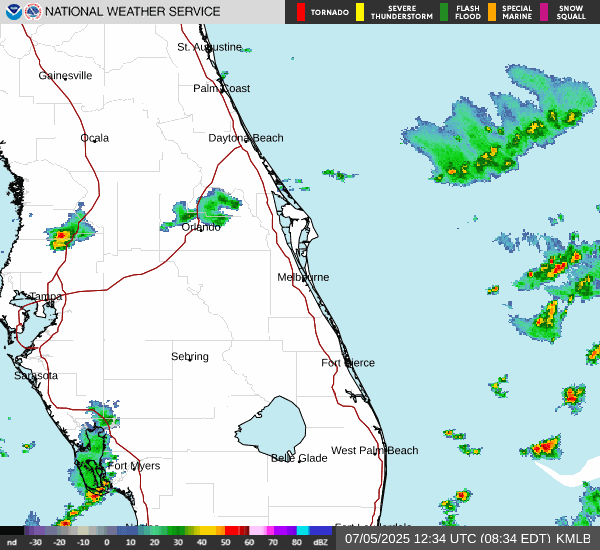 NATIONAL WEATHER SERVICE
TORNADO
SEVERE
THUNDERSTORM
FLASH
FLOOD
SPECIAL
MARINE
SNOW
SQUALL
St. Augustine
Gainesville
Palm Coast
Ocala
Daytona Beach
Orlando
Melbourne
Tampa
Sebring
Fort Pierce
Sarasota
West Palm Beach
Belle Glade
Fort Myers
nd -30 -20 -10 0 10 20 30 40 50 60 70 80 dBZ
07/05/2025 12:34 UTC (08:34 EDT) KMLB